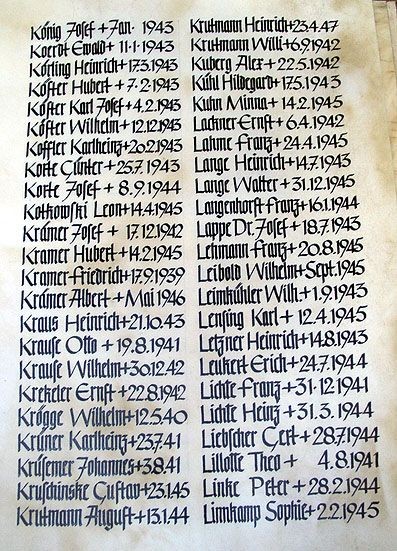 König Josef + Jan. 1943
Koerdt Ewald + 11.1.1943
Körling Heinrich + 17.3.1943
Köster Hubert + 7.2.1943
Köster Karl Josef + 4.2.1943
Köster Wilhelm + 12.12.1943
Koffler Karlheinz + 26.2.1943
Korte Günter + 25.7.1943
Korte Josef + 8.9.1944
Kotkowski Leon + 14.4.1945
Krämer Josef + 17.12.1942
Kramer Hubert + 14.2.1945
Kramer Friedrich + 17.9.1939
Krämer Albert + Mai 1946
Kraus Heinrich + 21.10.43
Krause Otto + 19.8.1941
Krause Wilhelm + 30.12.42
Krekeler Ernst + 22.8.1942
Krögge Wilhelm + 12.5.40
Krüner Karlheinz + 23.7.41
Krüsemer Johannes + 3.8.41
Kruschinske Gustav + 23.1.45
Krutmann August + 13.1.44
Krutmann Heinrich + 23.4.47
Krutmann Willi + 6.9.1942
Kuberg Alex + 22.5.1942
Kühl Hildegard + 17.5.1943
Kuhn Minna + 14.2.1945
Lackner Ernst + 6.4.1942
Lahme Franz + 24.4.1945
Lange Heinrich + 14.7.1943
Lange Walter + 31.12.1945
Langenhorst Franz + 16.1.1944
Lappe Dr. Josef + 18.7.1943
Lehmann Franz + 20.8.1945
Leibold Wilhelm + Sept. 1945
Leimkühler Wilh. + 1.9.1943
Lensing Karl + 12.4.1945
Letzner Heinrich + 14.8.1943
Leukert Erich + 24.7.1944
Lichte Franz + 31.12.1941
Lichte Heinz + 31.3.1944
Liebscher Gert + 28.7.1944
Lillotte Theo + 4.8.1941
Linke Peter + 28.2.1944
Linnkamp Sophie + 2.2.1945